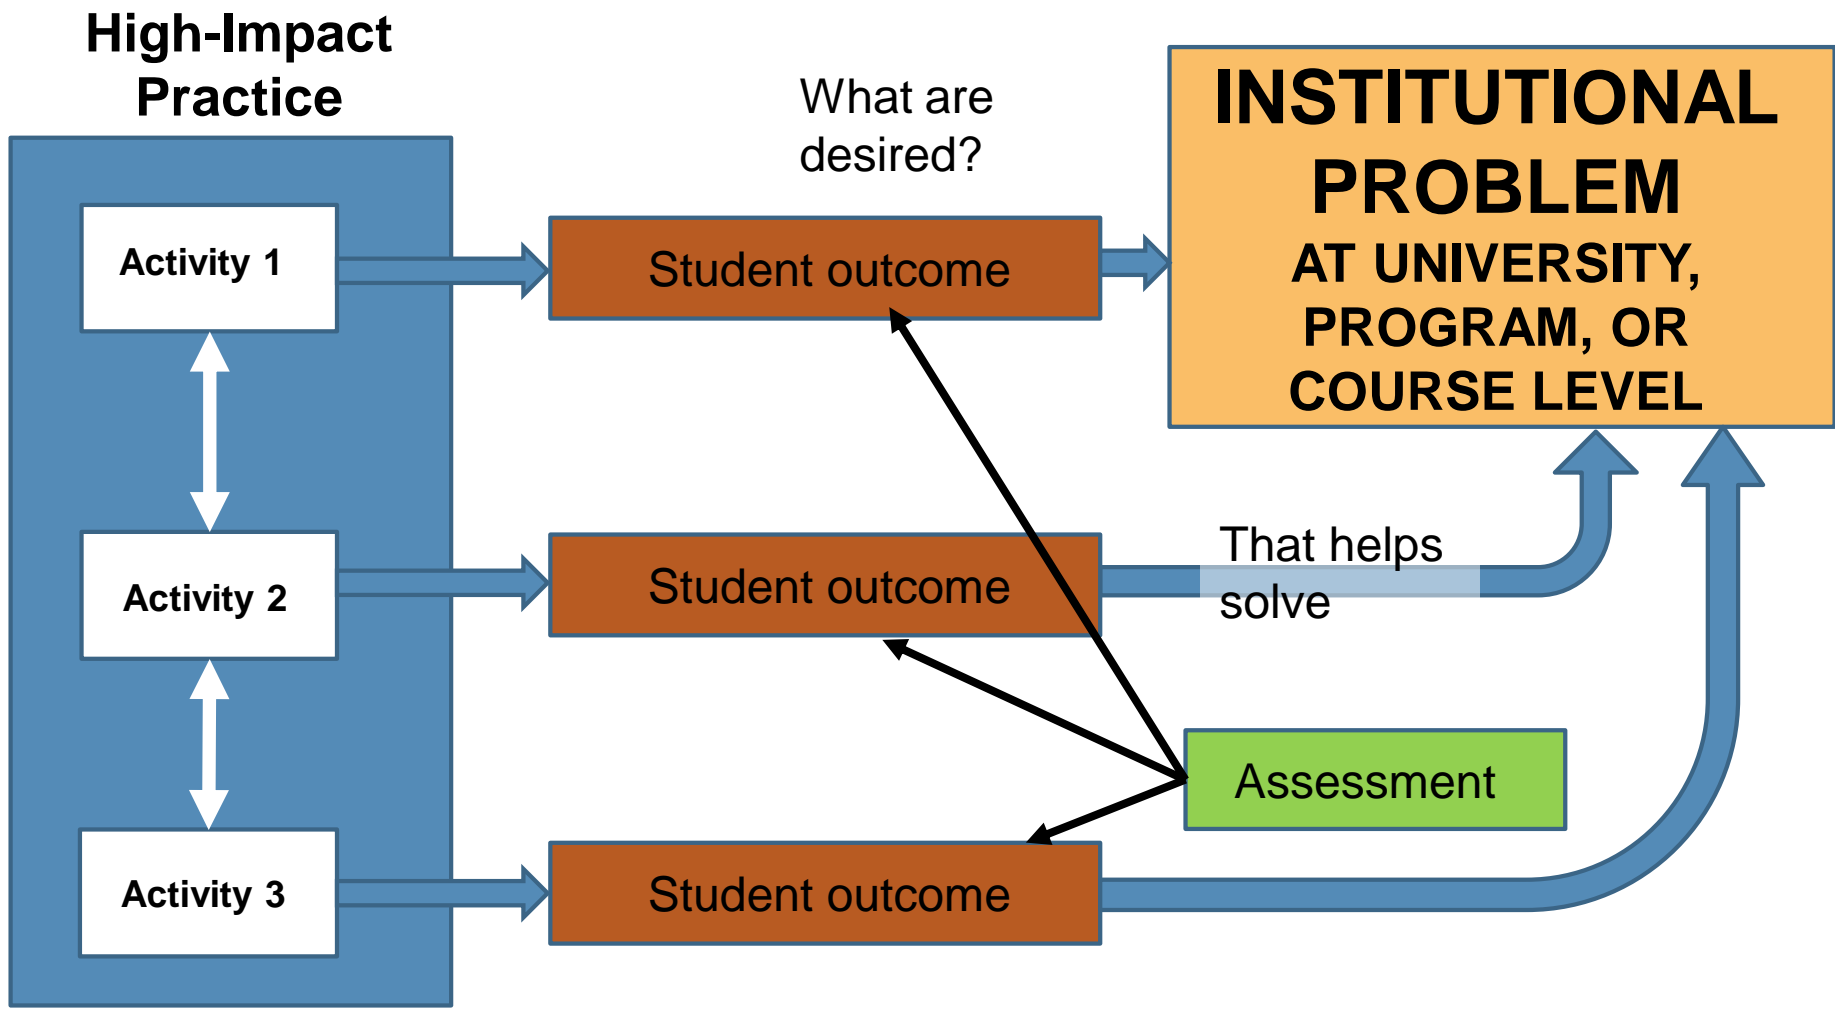 High-Impact
Practice
Activity 1
Activity 2
Activity 3
What are
desired?
Student outcome
Student outcome
Student outcome
INSTITUTIONAL
PROBLEM
AT UNIVERSITY,
PROGRAM, OR
COURSE LEVEL
That helps
solve
Assessment